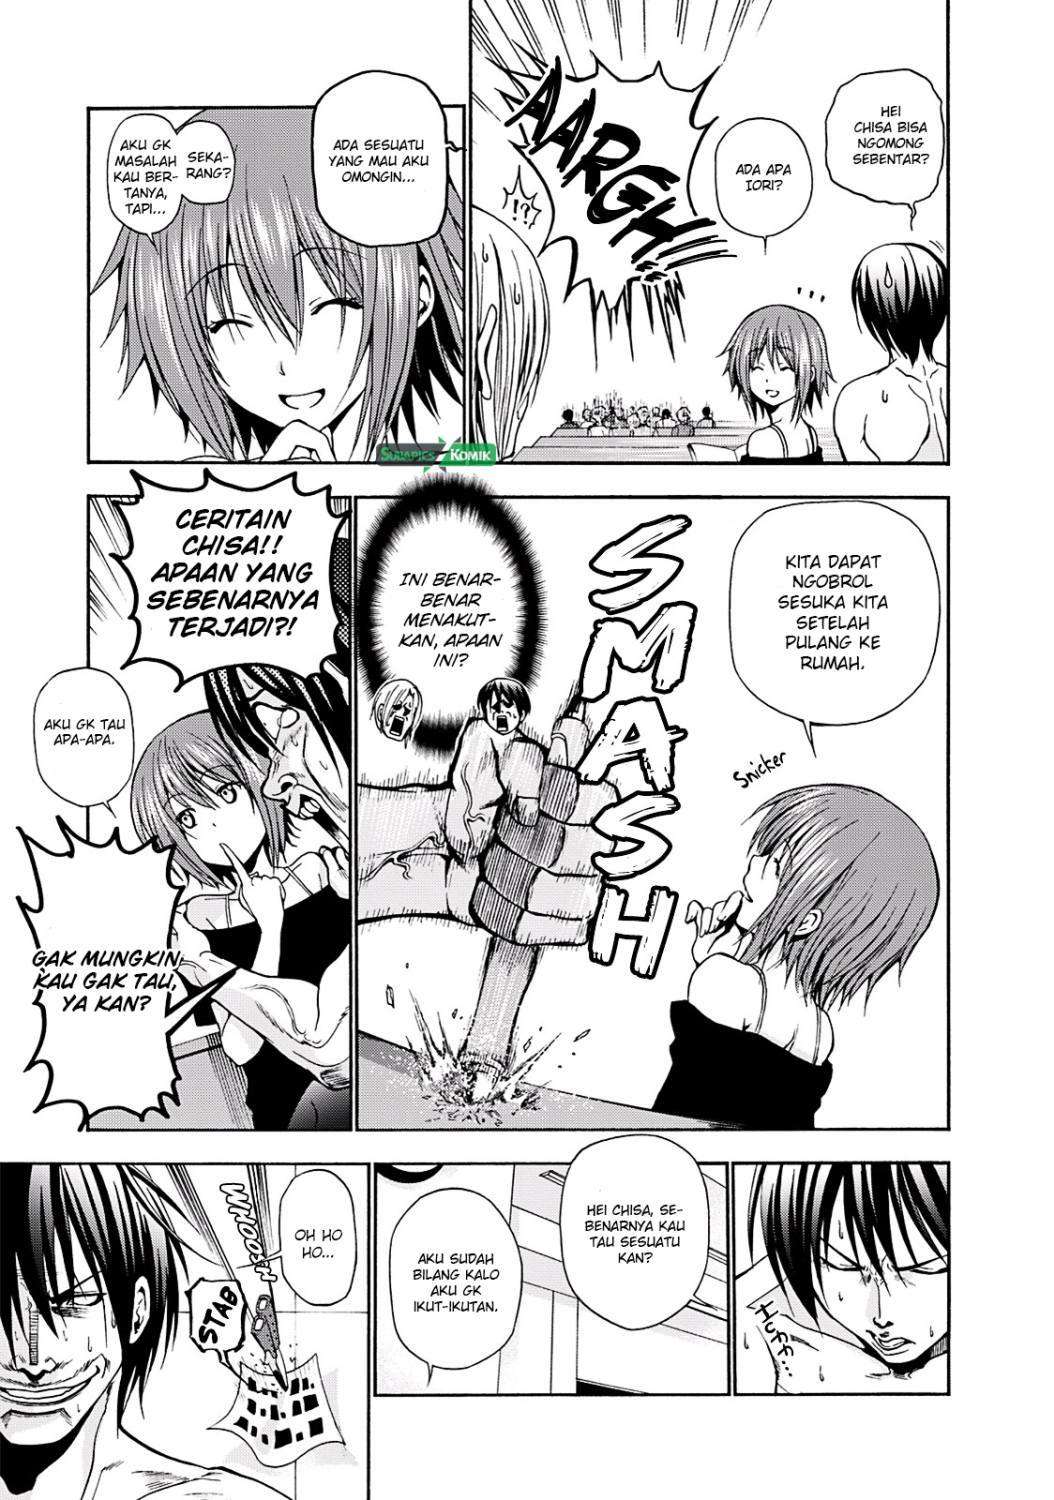 HEI
CHISA BISA
NGOMONG
SEBENTAR?
ADA APA
IORI?
AARGH!!
!?
ADA SESUATU
YANG MAU AKU
OMONGIN...
SEKA-
RANG?
AKU GK
MASALAH
KAU BER-
TANYA,
TAPI...
SUBAPICS KOMIK
KITA DAPAT
NGOBROL
SESUKA KITA
SETELAH
PULANG KE
RUMAH.
Snicker
SMASH
INI BENAR-
BENAR
MENAKUT-
KAN, APAAN
INI?
CERITAIN
CHISA!!
APAAN YANG
SEBENARNYA
TERJADI?!
AKU GK TAU
APA-APA.
GAK MUNGKIN
KAU GAK TAU,
YA KAN?
HEI CHISA, SE-
BENARNYA KAU
TAU SESUATU
KAN?
AKU SUDAH
BILANG KALO
AKU GK
IKUT-IKUTAN.
OH HO
HO...
WHOOSH
STAB